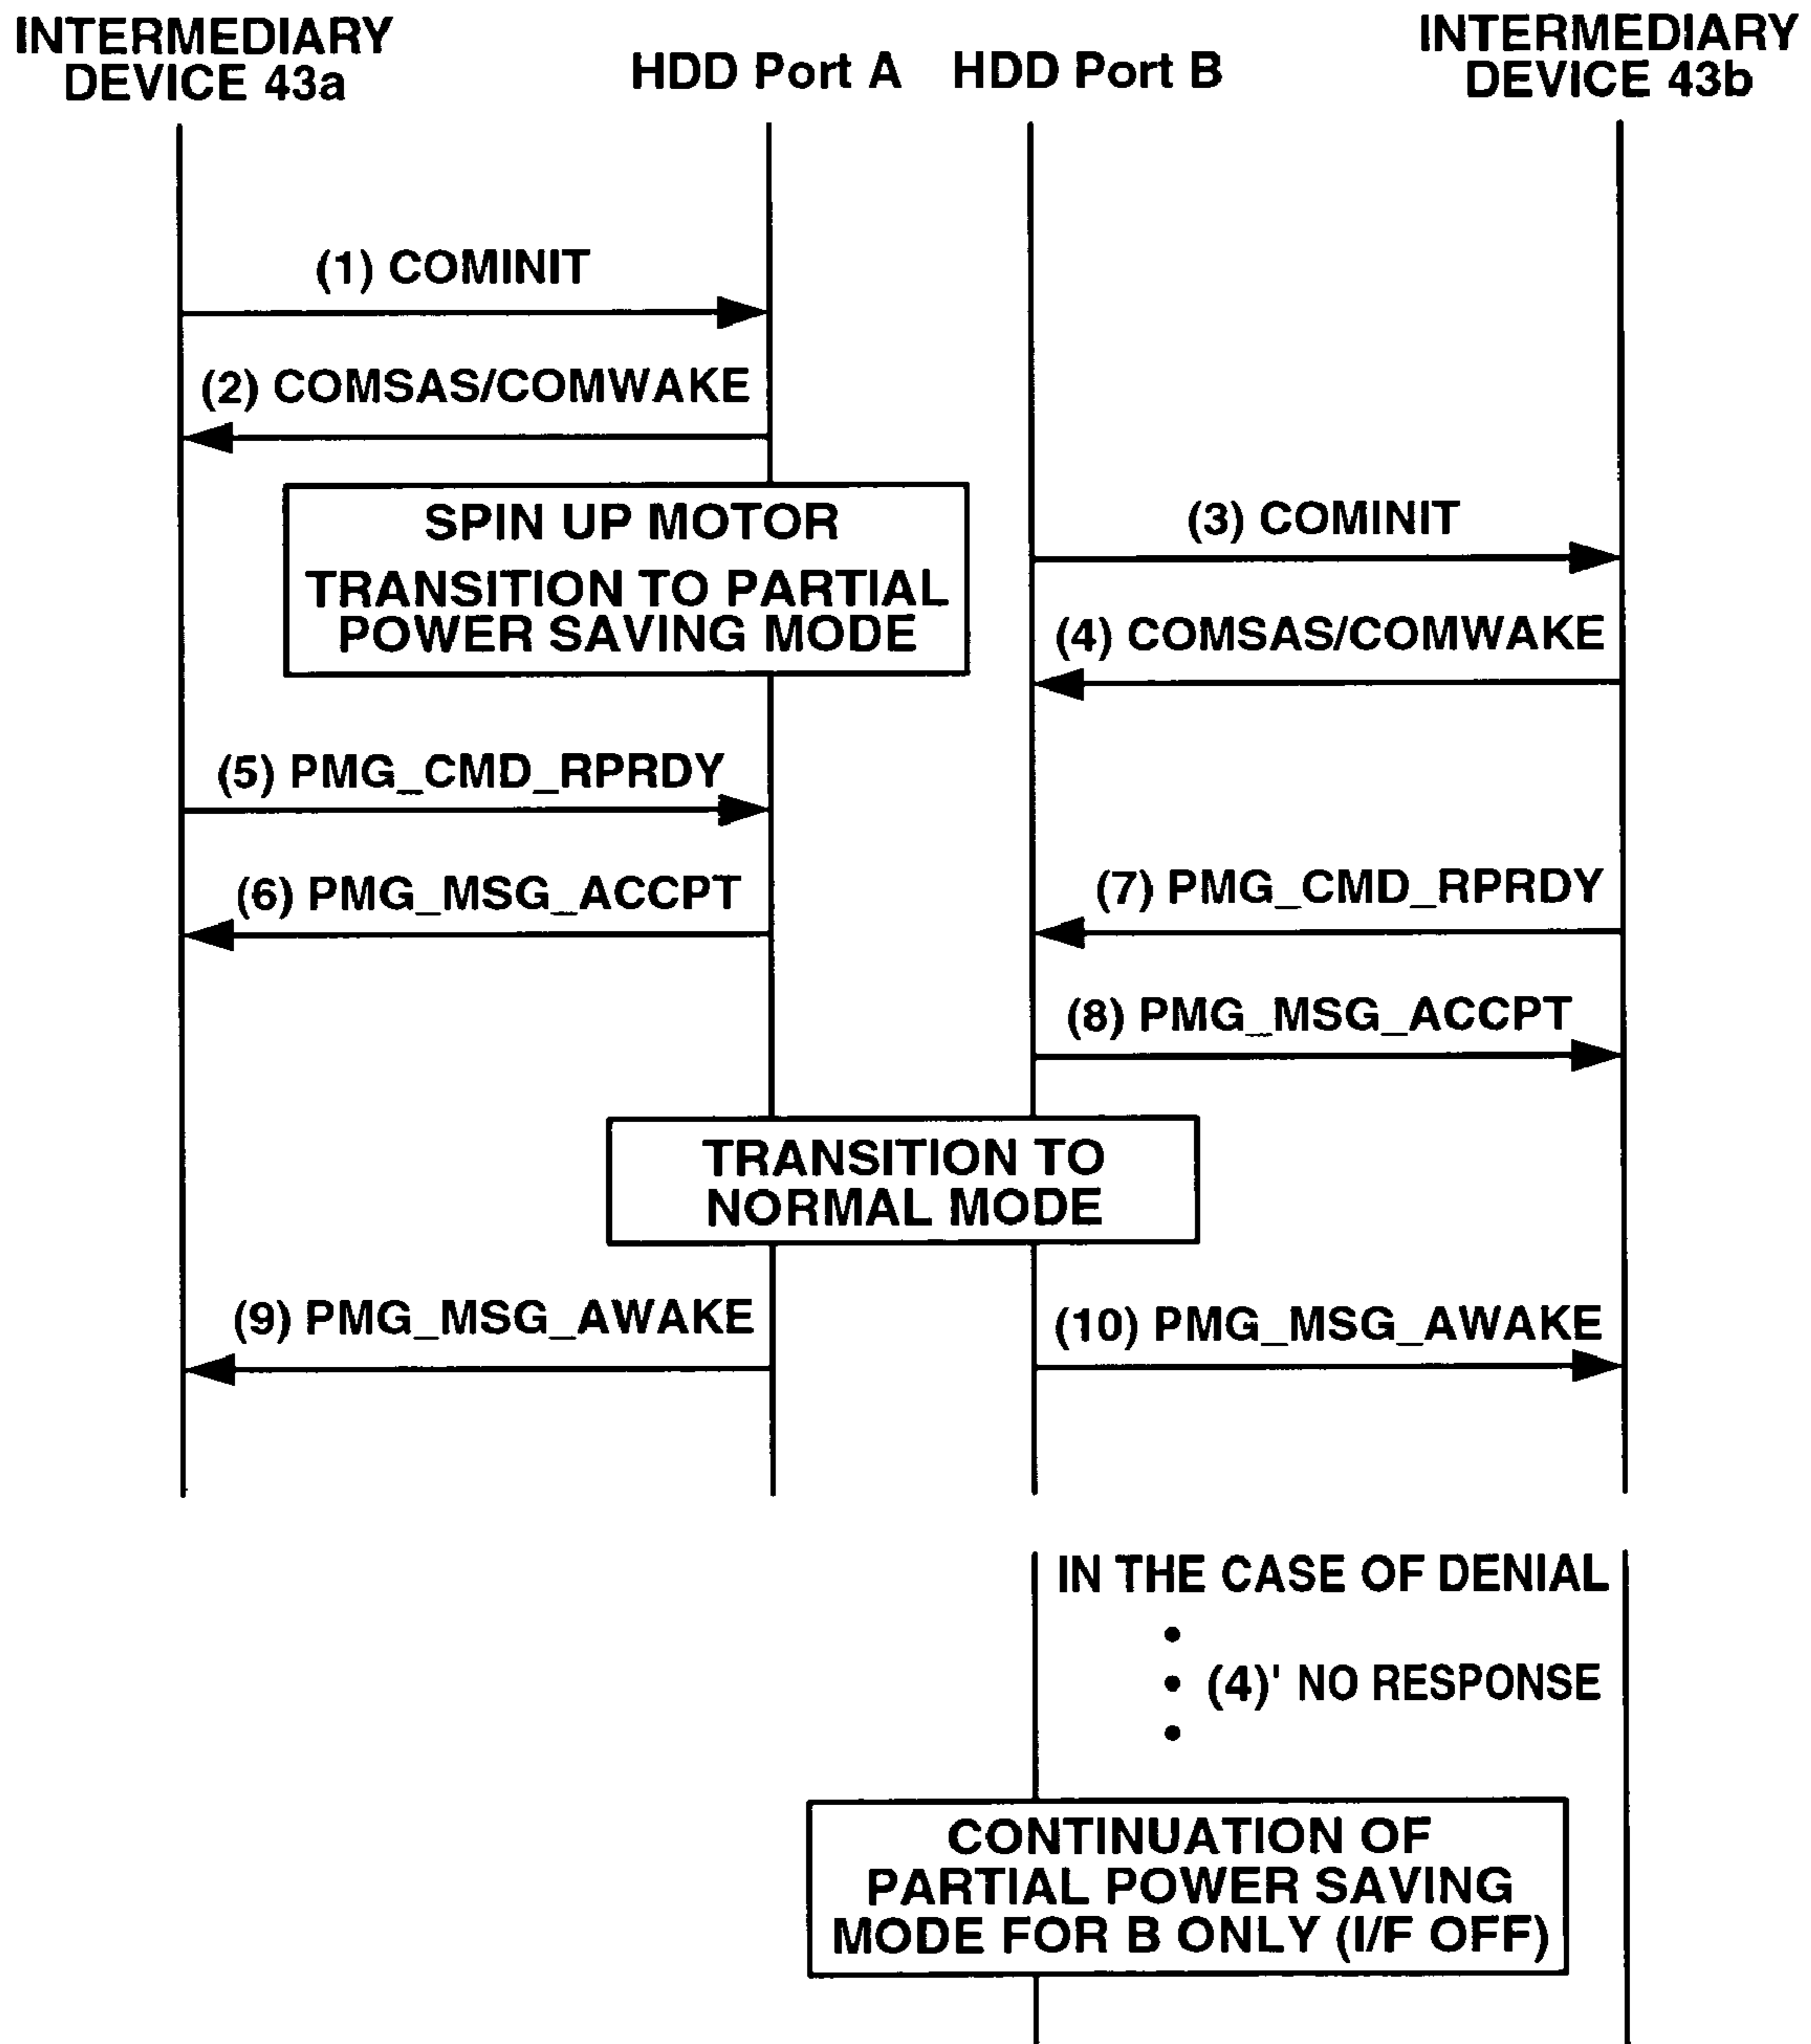 INTERMEDIARY
DEVICE 43a
HDD Port A
HDD Port B
INTERMEDIARY
DEVICE 43b
(1) COMINIT
(2) COMSAS/COMWAKE
SPIN UP MOTOR
TRANSITION TO PARTIAL
POWER SAVING MODE
(3) COMINIT
(4) COMSAS/COMWAKE
(5) PMG_CMD_RPRDY
(6) PMG_MSG_ACCPT
(7) PMG_CMD_RPRDY
(8) PMG_MSG_ACCPT
TRANSITION TO
NORMAL MODE
(9) PMG_MSG_AWAKE
(10) PMG_MSG_AWAKE
IN THE CASE OF DENIAL
(4)' NO RESPONSE
CONTINUATION OF
PARTIAL POWER SAVING
MODE FOR B ONLY (I/F OFF)